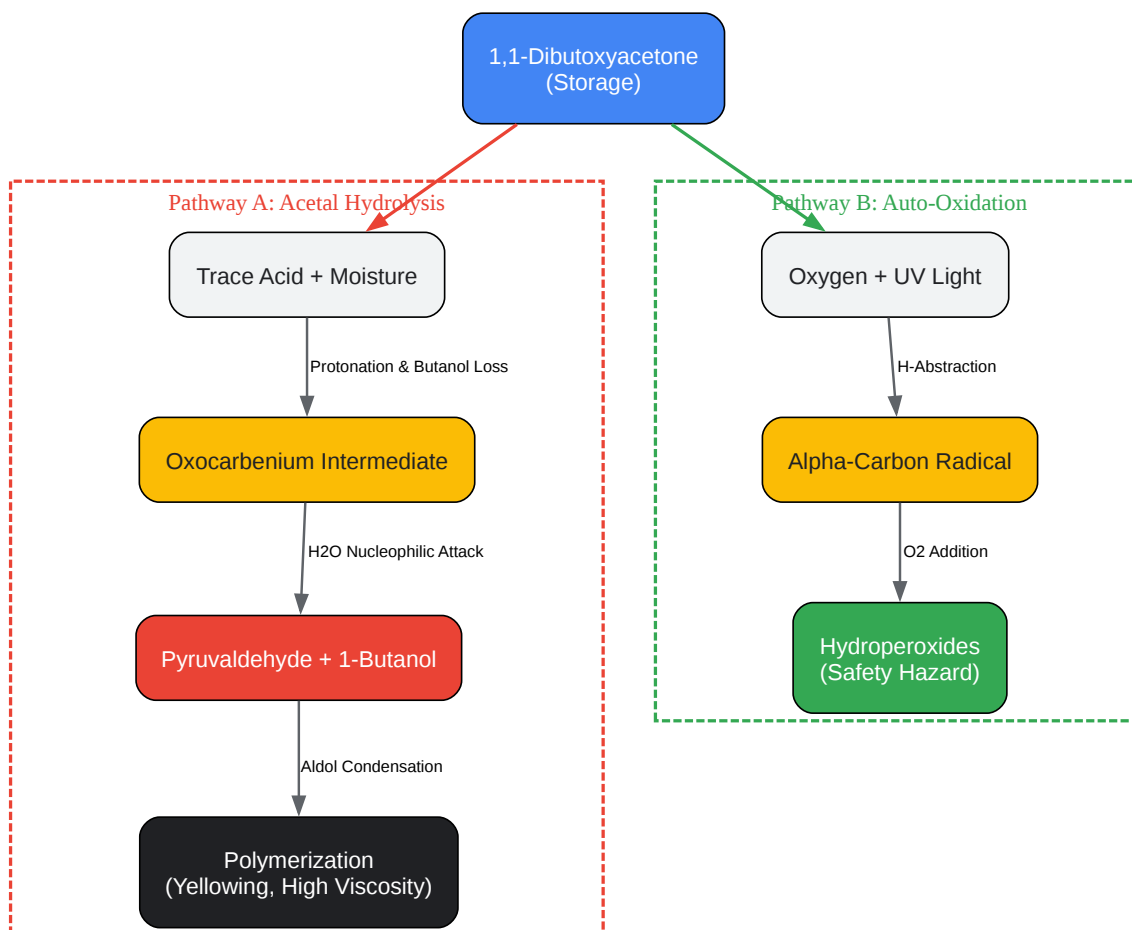 1,1-Dibutoxyacetone
(Storage)
Pathway A: Acetal Hydrolysis
Trace Acid + Moisture
Protonation & Butanol Loss
Oxocarbenium Intermediate
H2O Nucleophilic Attack
Pyruvaldehyde + 1-Butanol
Aldol Condensation
Polymerization
(Yellowing, High Viscosity)
Pathway B: Auto-Oxidation
Oxygen + UV Light
H-Abstraction
Alpha-Carbon Radical
O2 Addition
Hydroperoxides
(Safety Hazard)